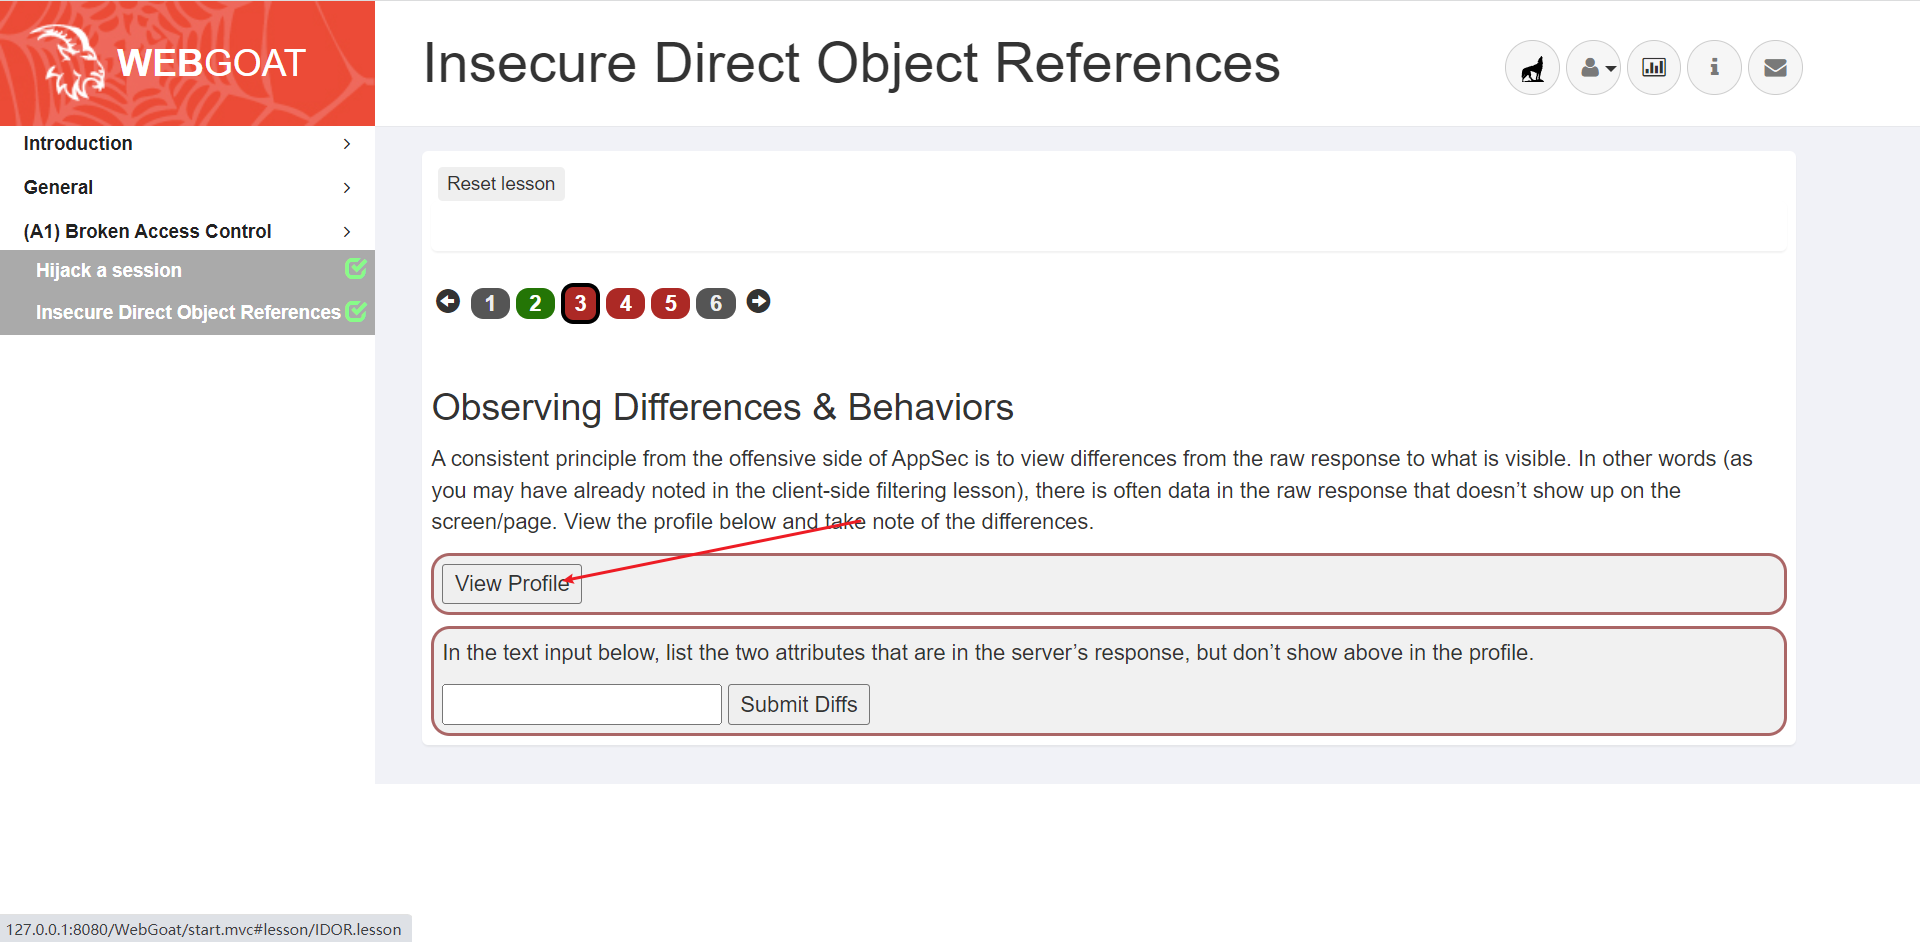 WEBGOAT
Insecure Direct Object References
Introduction
General
(A1) Broken Access Control
Hijack a session
Insecure Direct Object References
Reset lesson
1 2 3 4 5 6
Observing Differences & Behaviors
A consistent principle from the offensive side of AppSec is to view differences from the raw response to what is visible. In other words (as
you may have already noted in the client-side filtering lesson), there is often data in the raw response that doesn’t show up on the
screen/page. View the profile below and take note of the differences.
View Profile
In the text input below, list the two attributes that are in the server’s response, but don’t show above in the profile.
Submit Diffs
127.0.0.1:8080/WebGoat/start.mvc#lesson/IDOR.lesson